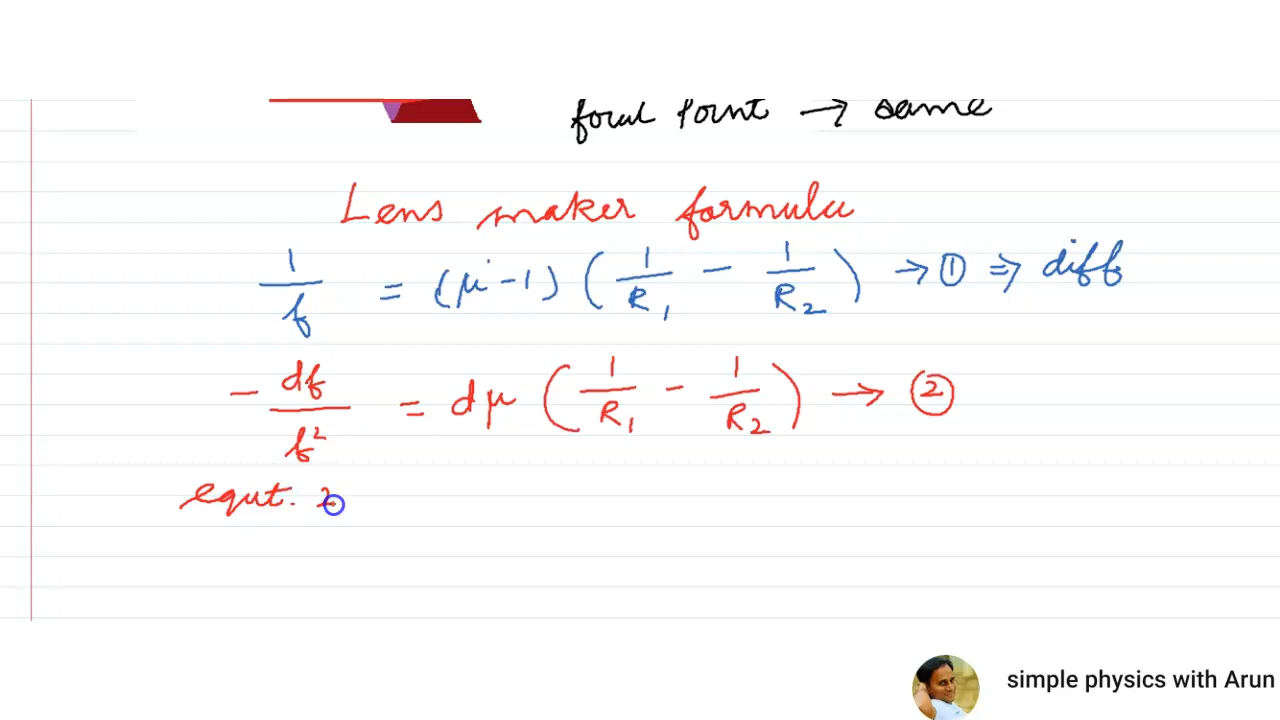 focal point → same
Lens maker formula
1/f = (μ - 1) (1/R₁ - 1/R₂) → ① ⇒ diff
- df/f² = dμ (1/R₁ - 1/R₂) → ②
equt. 2
simple physics with Arun